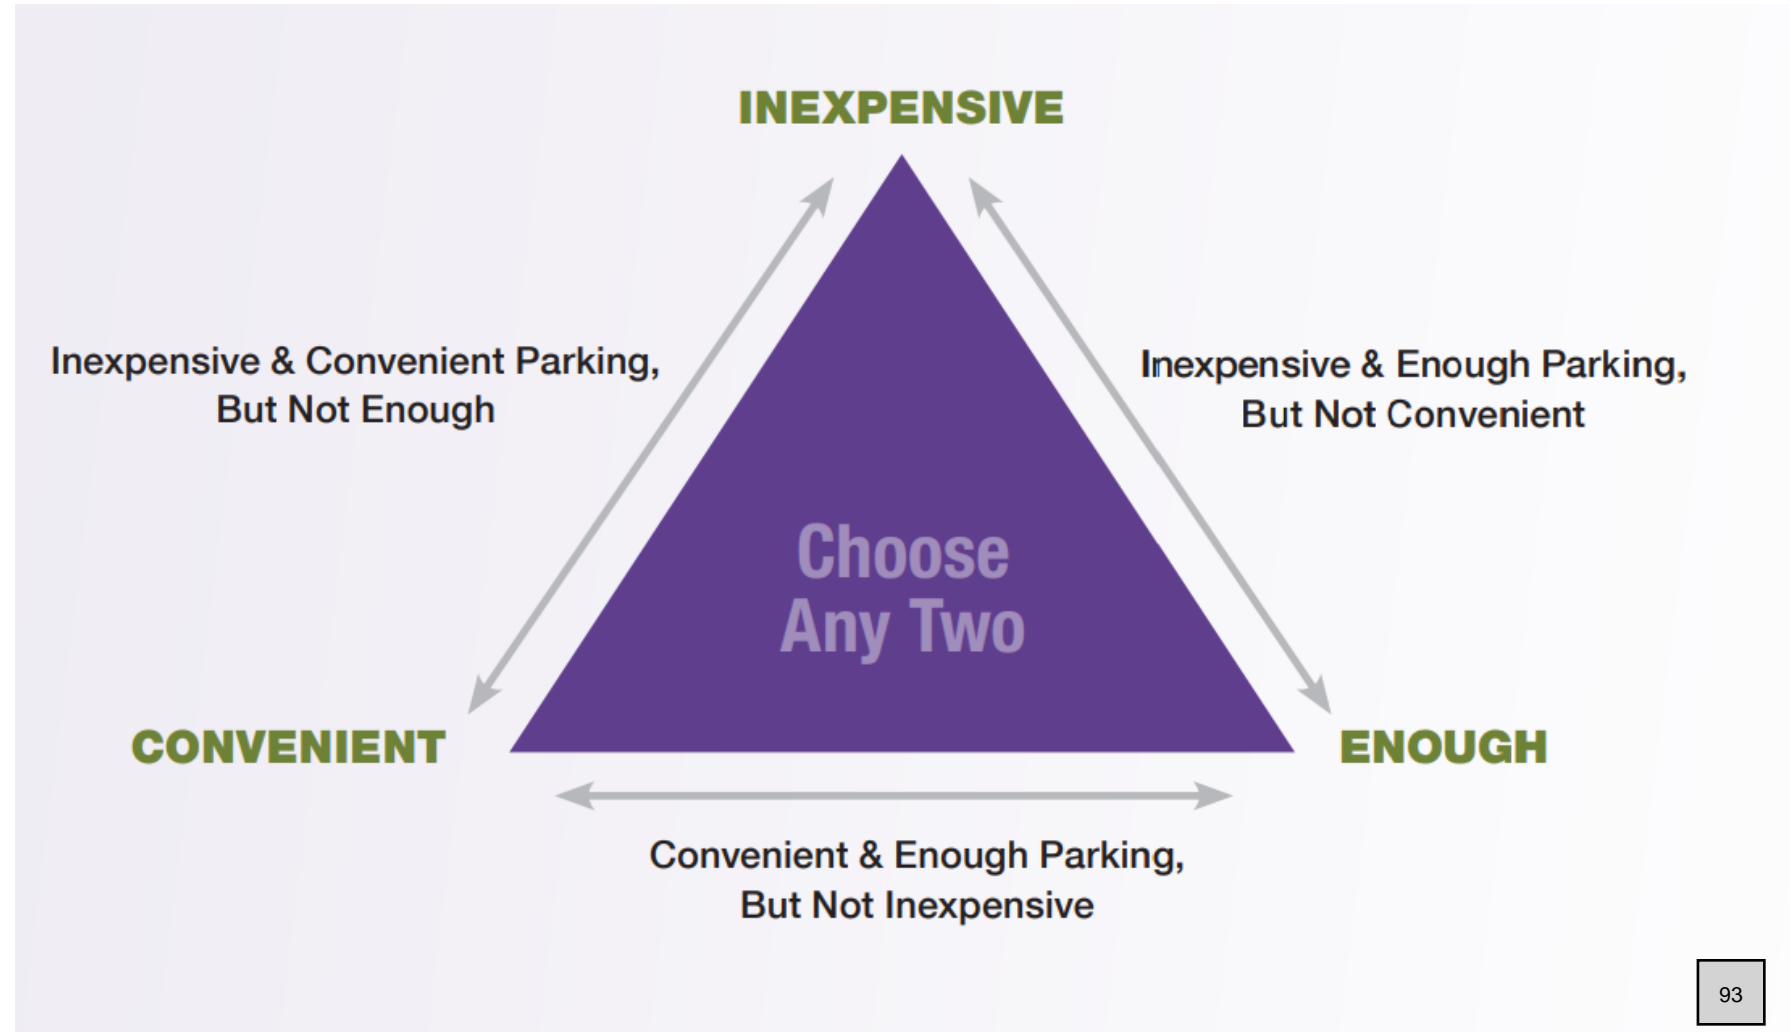 INEXPENSIVE
Inexpensive & Convenient Parking,
But Not Enough
Inexpensive & Enough Parking,
But Not Convenient
Choose
Any Two
CONVENIENT
ENOUGH
Convenient & Enough Parking,
But Not Inexpensive
93